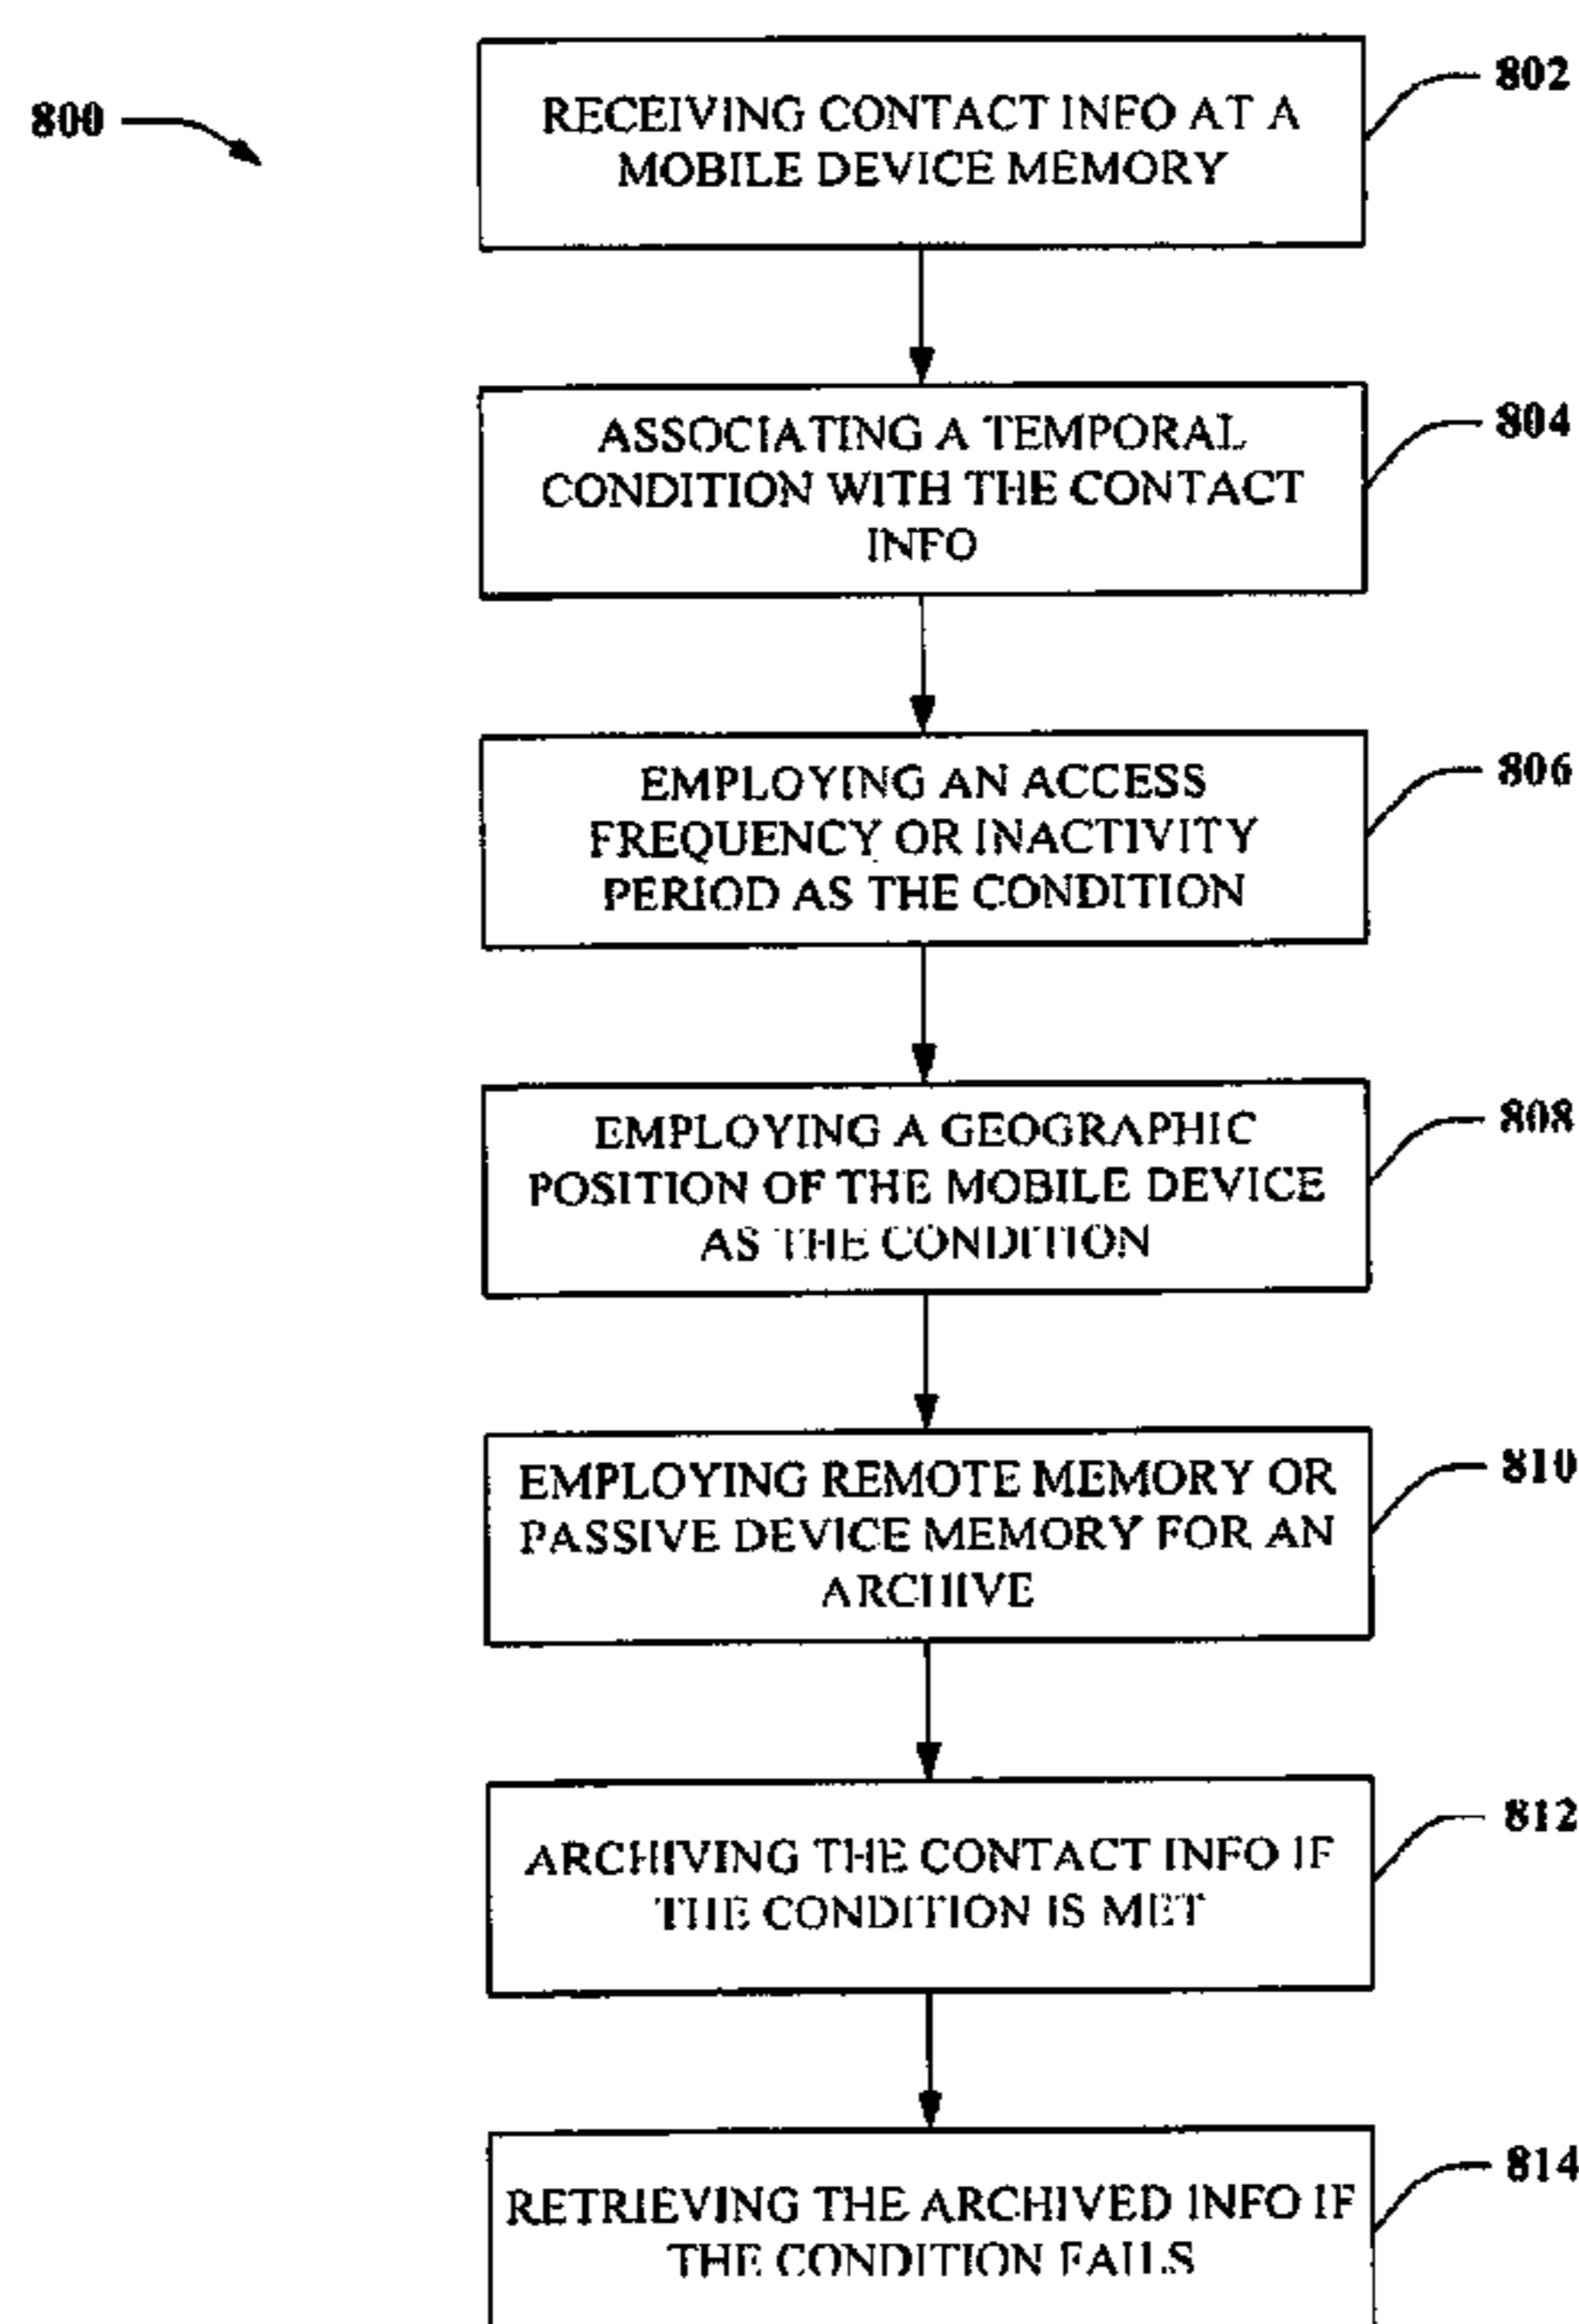 800
RECEIVING CONTACT INFO AT A
MOBILE DEVICE MEMORY
802
ASSOCIATING A TEMPORAL
CONDITION WITH THE CONTACT
INFO
804
EMPLOYING AN ACCESS
FREQUENCY OR INACTIVITY
PERIOD AS THE CONDITION
806
EMPLOYING A GEOGRAPHIC
POSITION OF THE MOBILE DEVICE
AS THE CONDITION
808
EMPLOYING REMOTE MEMORY OR
PASSIVE DEVICE MEMORY FOR AN
ARCHIVE
810
ARCHIVING THE CONTACT INFO IF
THE CONDITION IS MET
812
RETRIEVING THE ARCHIVED INFO IF
THE CONDITION FAILS
814